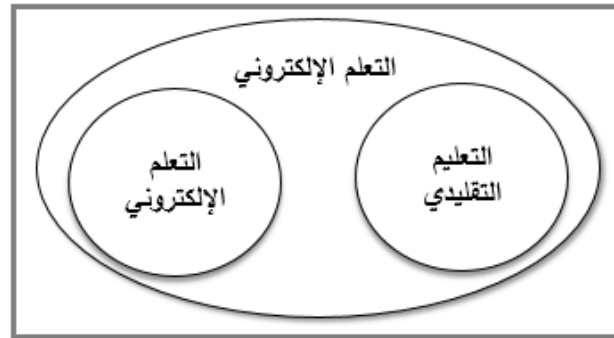 التعلم الإلكتروني
التعليم
التقليدي
التعلم
الإلكتروني